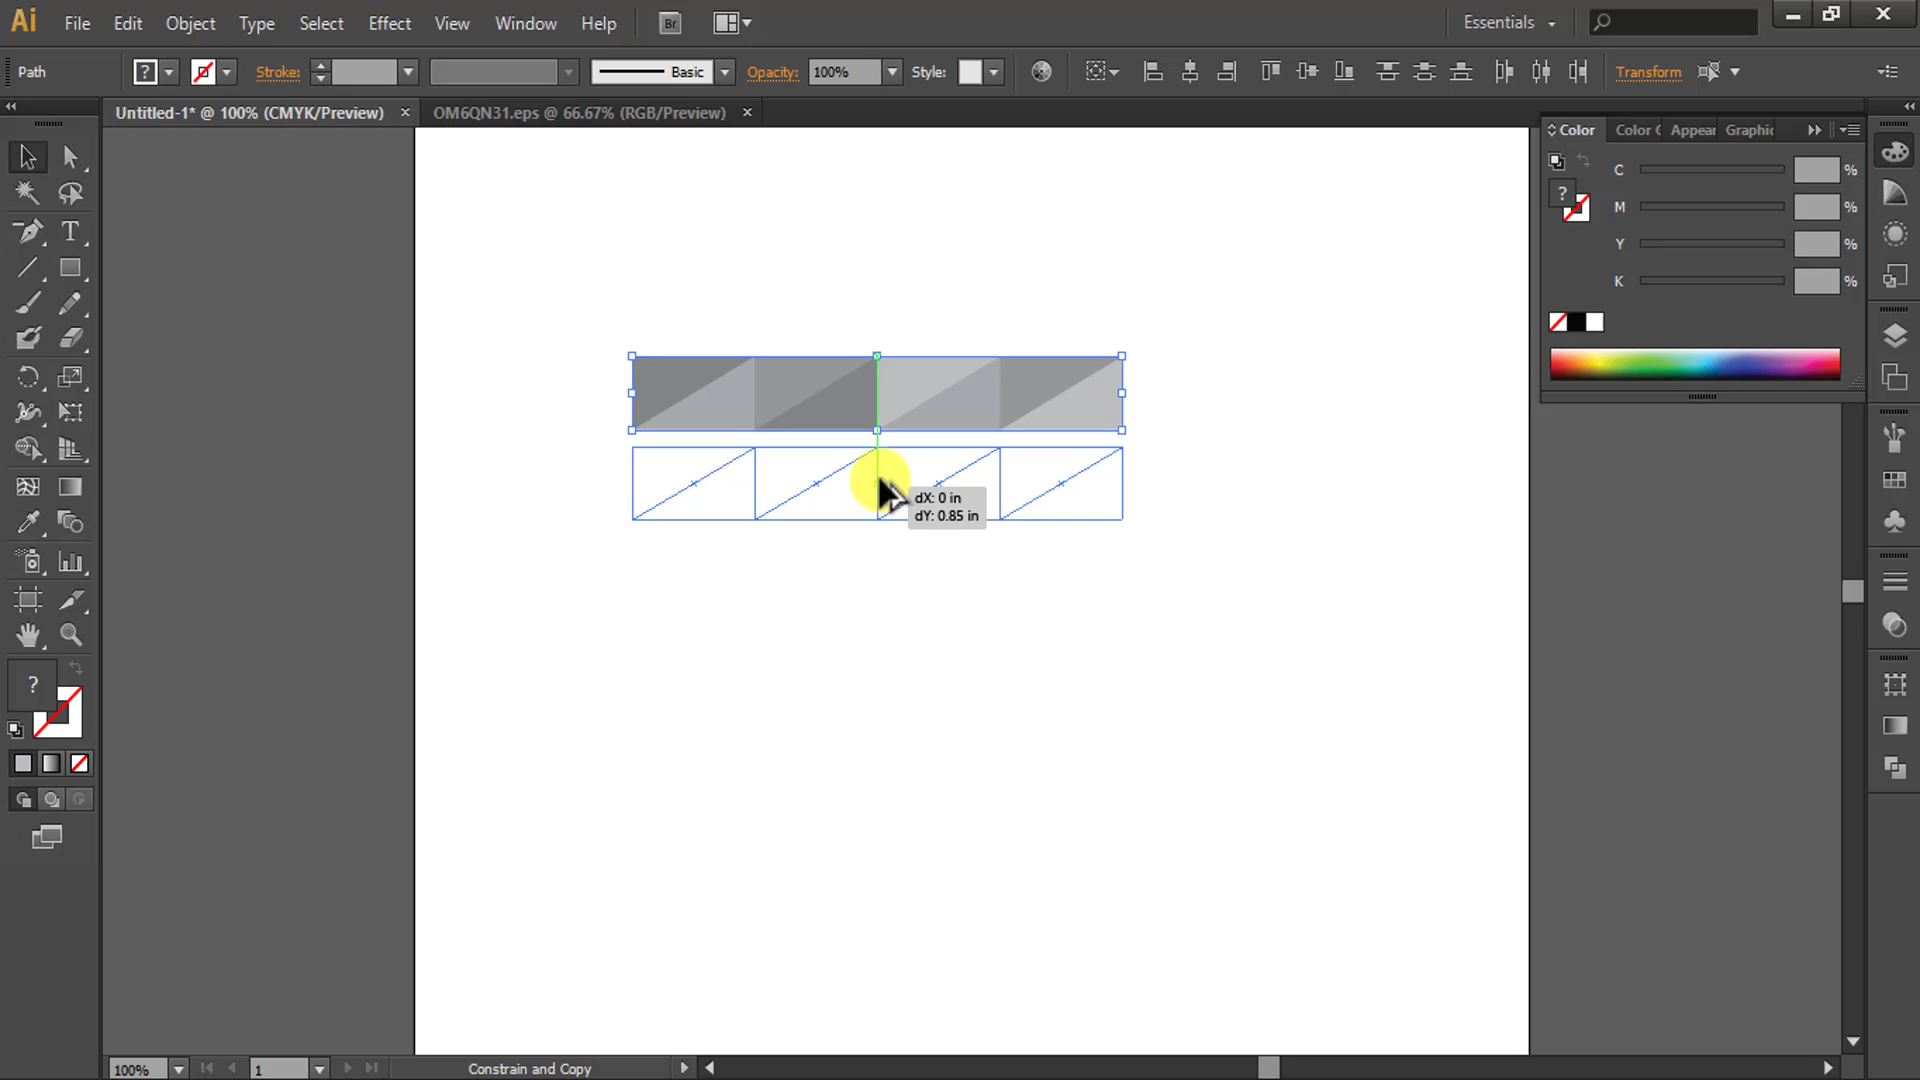 Ai File Edit Object Type Select Effect View Window Help Br Essentials
Path ? Stroke: Basic Opacity: 100% Style: Transform
Untitled-1* @ 100% (CMYK/Preview) × OM6QN31.eps @ 66.67% (RGB/Preview) ×
Color Color G Appear Graphic
C %
? M %
Y %
K %
T
dX: 0 in
dY: 0.85 in
?
100% 1 Constrain and Copy